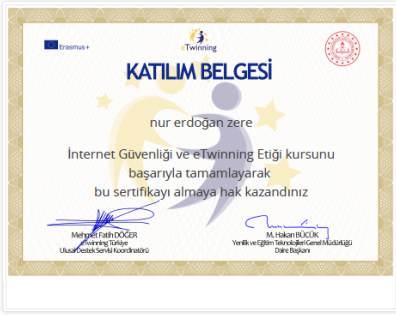 Erasmus+
eTwinning
KATILIM BELGESİ
nur erdoğan zere
İnternet Güvenliği ve eTwinning Etiği kursunu
başarıyla tamamlayarak
bu sertifikayı almaya hak kazandınız
Mehmet Fatih DÖĞER
eTwinning Türkiye
Ulusal Destek Servisi Koordinatörü
M. Hakan BÜCÜK
Yenilik ve Eğitim Teknolojileri Genel Müdürlüğü
Daire Başkanı